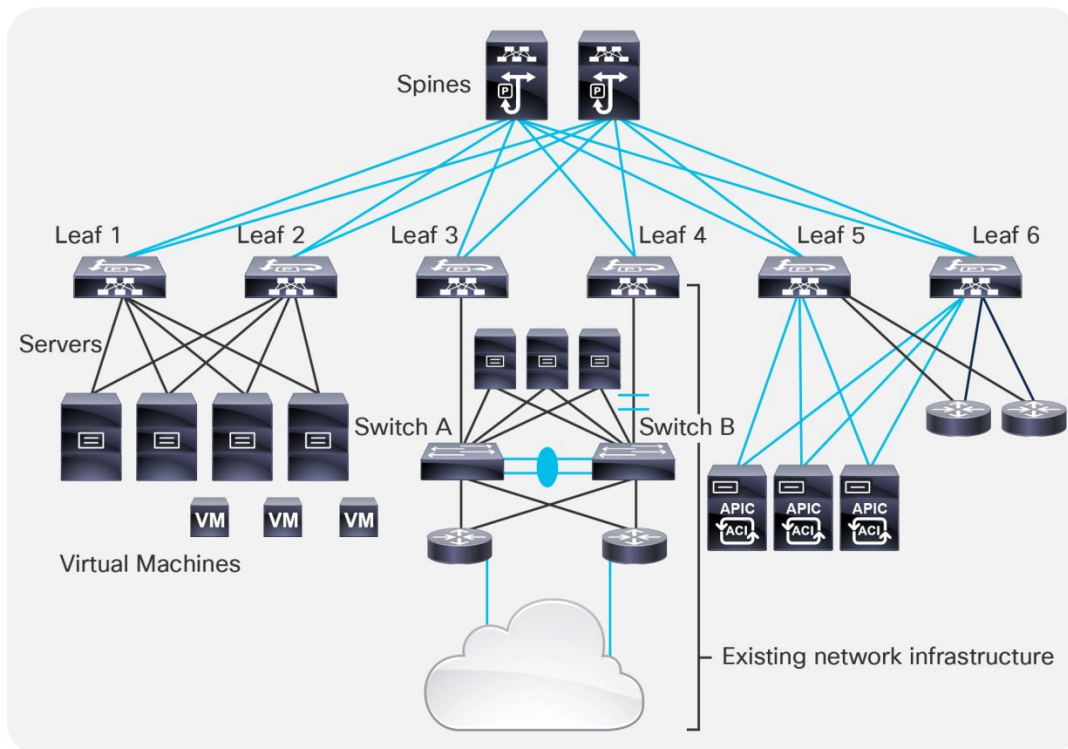 Spines
P
P
Leaf 1
Leaf 2
Leaf 3
Leaf 4
Leaf 5
Leaf 6
P
P
P
P
P
P
Servers
Switch A
Switch B
VM
VM
VM
APIC
ACI
APIC
ACI
APIC
ACI
Virtual Machines
Existing network infrastructure